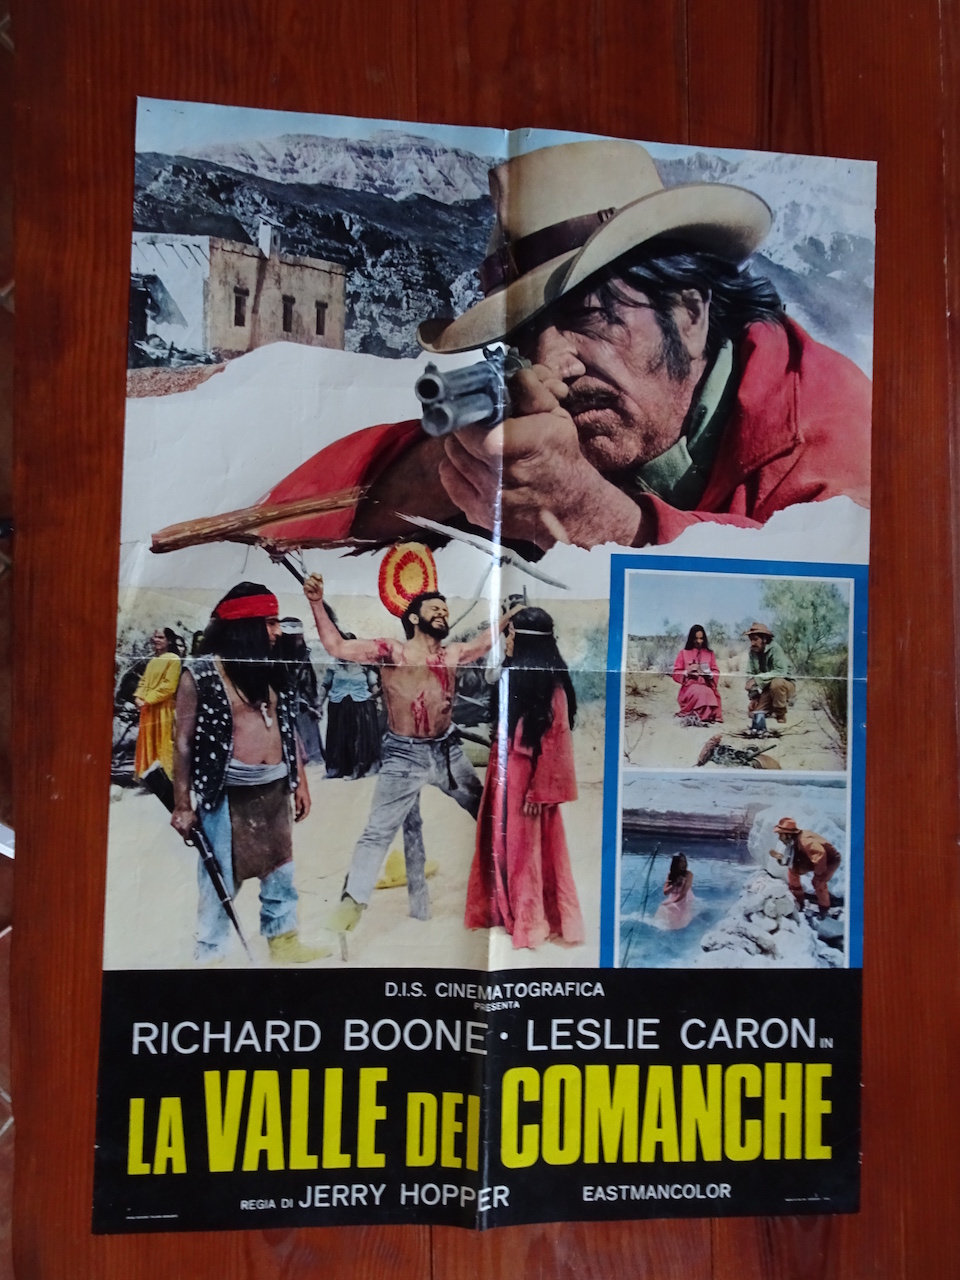 D.I.S. CINEMATOGRAFICA
PRESENTA
RICHARD BOONE · LESLIE CARON IN
LA VALLE DEI COMANCHE
REGIA DI JERRY HOPPER EASTMANCOLOR